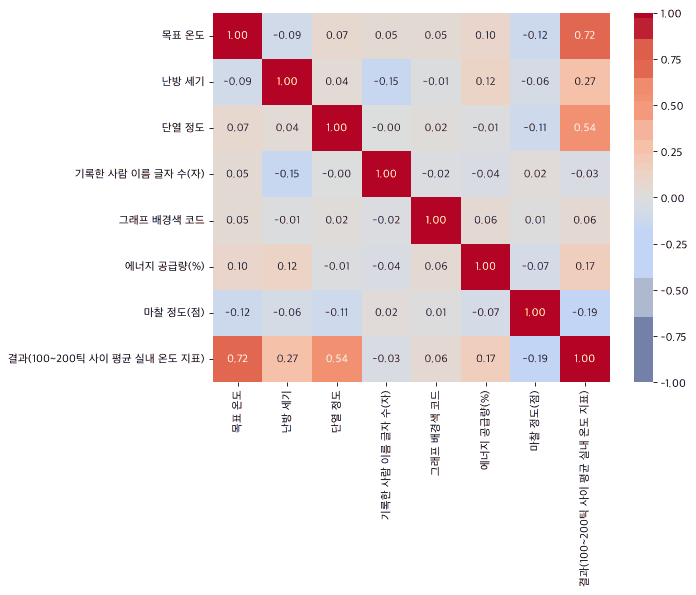 목표 온도 1.00 -0.09 0.07 0.05 0.05 0.10 -0.12 0.72
난방 세기 -0.09 1.00 0.04 -0.15 -0.01 0.12 -0.06 0.27
단열 정도 0.07 0.04 1.00 -0.00 0.02 -0.01 -0.11 0.54
기록한 사람 이름 글자 수(자) 0.05 -0.15 -0.00 1.00 -0.02 -0.04 0.02 -0.03
그래프 배경색 코드 0.05 -0.01 0.02 -0.02 1.00 0.06 0.01 0.06
에너지 공급량(%) 0.10 0.12 -0.01 -0.04 0.06 1.00 -0.07 0.17
마찰 정도(점) -0.12 -0.06 -0.11 0.02 0.01 -0.07 1.00 -0.19
결과(100~200틱 사이 평균 실내 온도 지표) 0.72 0.27 0.54 -0.03 0.06 0.17 -0.19 1.00
목표 온도
난방 세기
단열 정도
기록한 사람 이름 글자 수(자)
그래프 배경색 코드
에너지 공급량(%)
마찰 정도(점)
결과(100~200틱 사이 평균 실내 온도 지표)
1.00
0.75
0.50
0.25
0.00
-0.25
-0.50
-0.75
-1.00